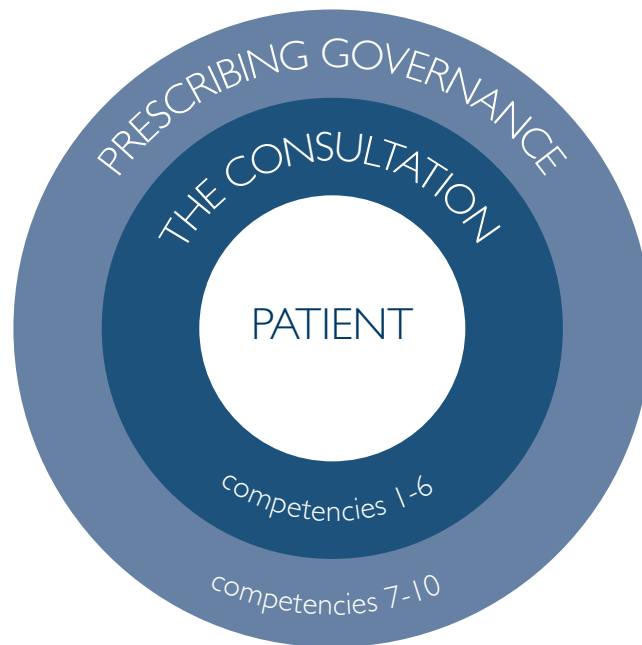 PRESCRIBING GOVERNANCE
THE CONSULTATION
PATIENT
competencies 1-6
competencies 7-10